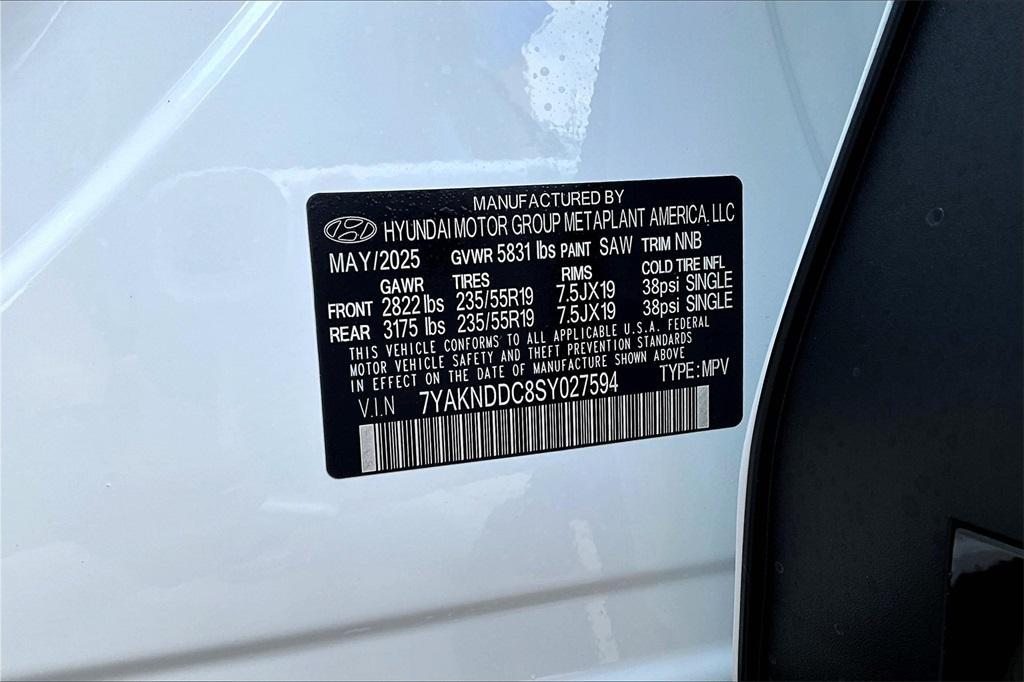 MANUFACTURED BY
HYUNDAI MOTOR GROUP METAPLANT AMERICA, LLC
MAY/2025 GVWR 5831 lbs PAINT SAW TRIM NNB
GAWR TIRES RIMS COLD TIRE INFL
FRONT 2822 lbs 235/55R19 7.5JX19 38psi SINGLE
REAR 3175 lbs 235/55R19 7.5JX19 38psi SINGLE
THIS VEHICLE CONFORMS TO ALL APPLICABLE U.S.A. FEDERAL
MOTOR VEHICLE SAFETY AND THEFT PREVENTION STANDARDS
IN EFFECT ON THE DATE OF MANUFACTURE SHOWN ABOVE
V.I.N 7YAKNDDC8SY027594 TYPE: MPV